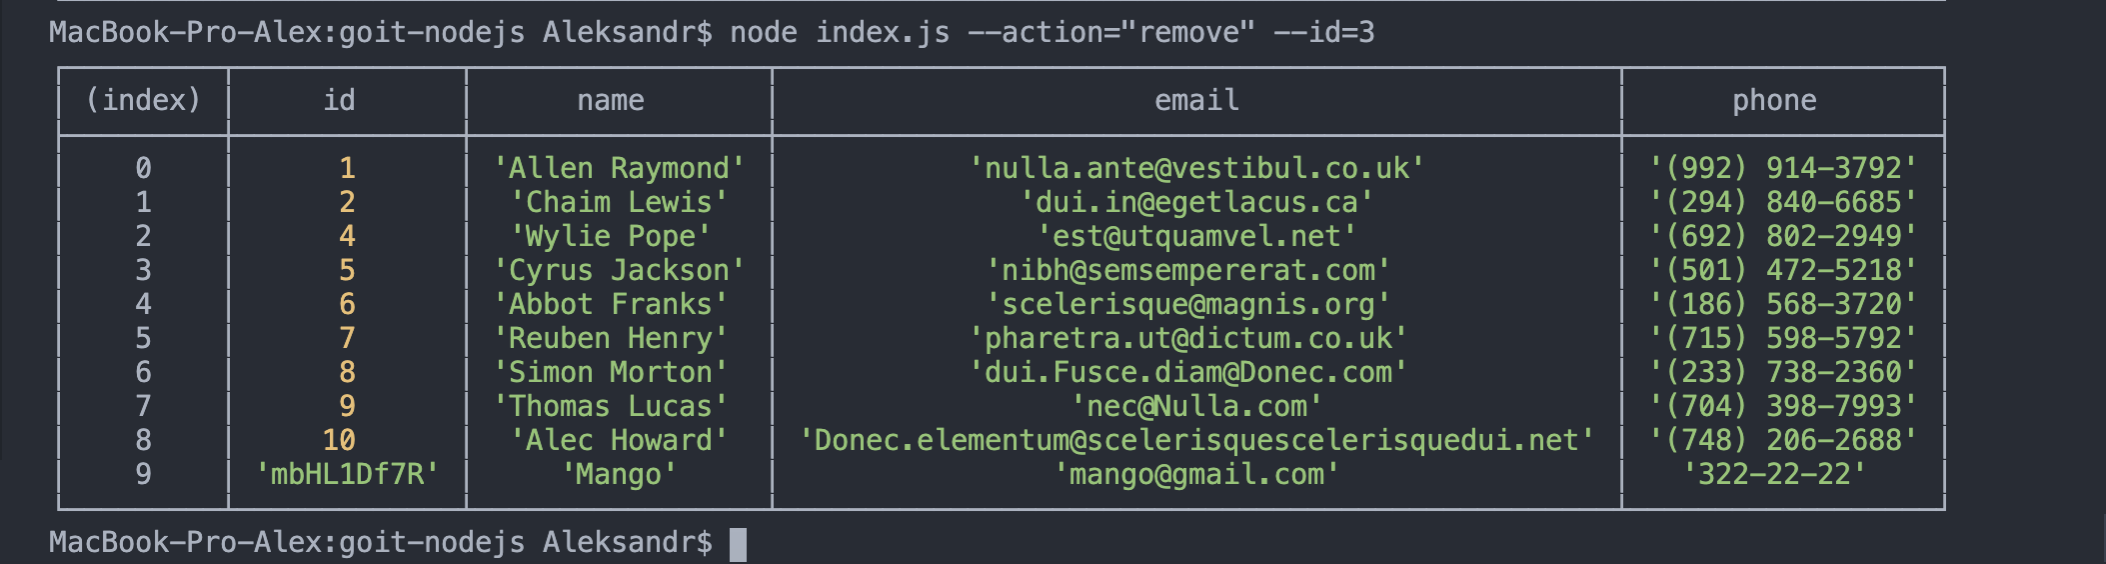 MacBook-Pro-Alex:goit-nodejs Aleksandr$ node index.js --action="remove" --id=3
(index) id name email phone
0 1 'Allen Raymond' 'nulla.ante@vestibul.co.uk' '(992) 914-3792'
1 2 'Chaim Lewis' 'dui.in@egetlacus.ca' '(294) 840-6685'
2 4 'Wylie Pope' 'est@utquamvel.net' '(692) 802-2949'
3 5 'Cyrus Jackson' 'nibh@semsempererat.com' '(501) 472-5218'
4 6 'Abbot Franks' 'scelerisque@magnis.org' '(186) 568-3720'
5 7 'Reuben Henry' 'pharetra.ut@dictum.co.uk' '(715) 598-5792'
6 8 'Simon Morton' 'dui.Fusce.diam@Donec.com' '(233) 738-2360'
7 9 'Thomas Lucas' 'nec@Nulla.com' '(704) 398-7993'
8 10 'Alec Howard' 'Donec.elementum@scelerisquescelerisquedui.net' '(748) 206-2688'
9 'mbHL1Df7R' 'Mango' 'mango@gmail.com' '322-22-22'
MacBook-Pro-Alex:goit-nodejs Aleksandr$